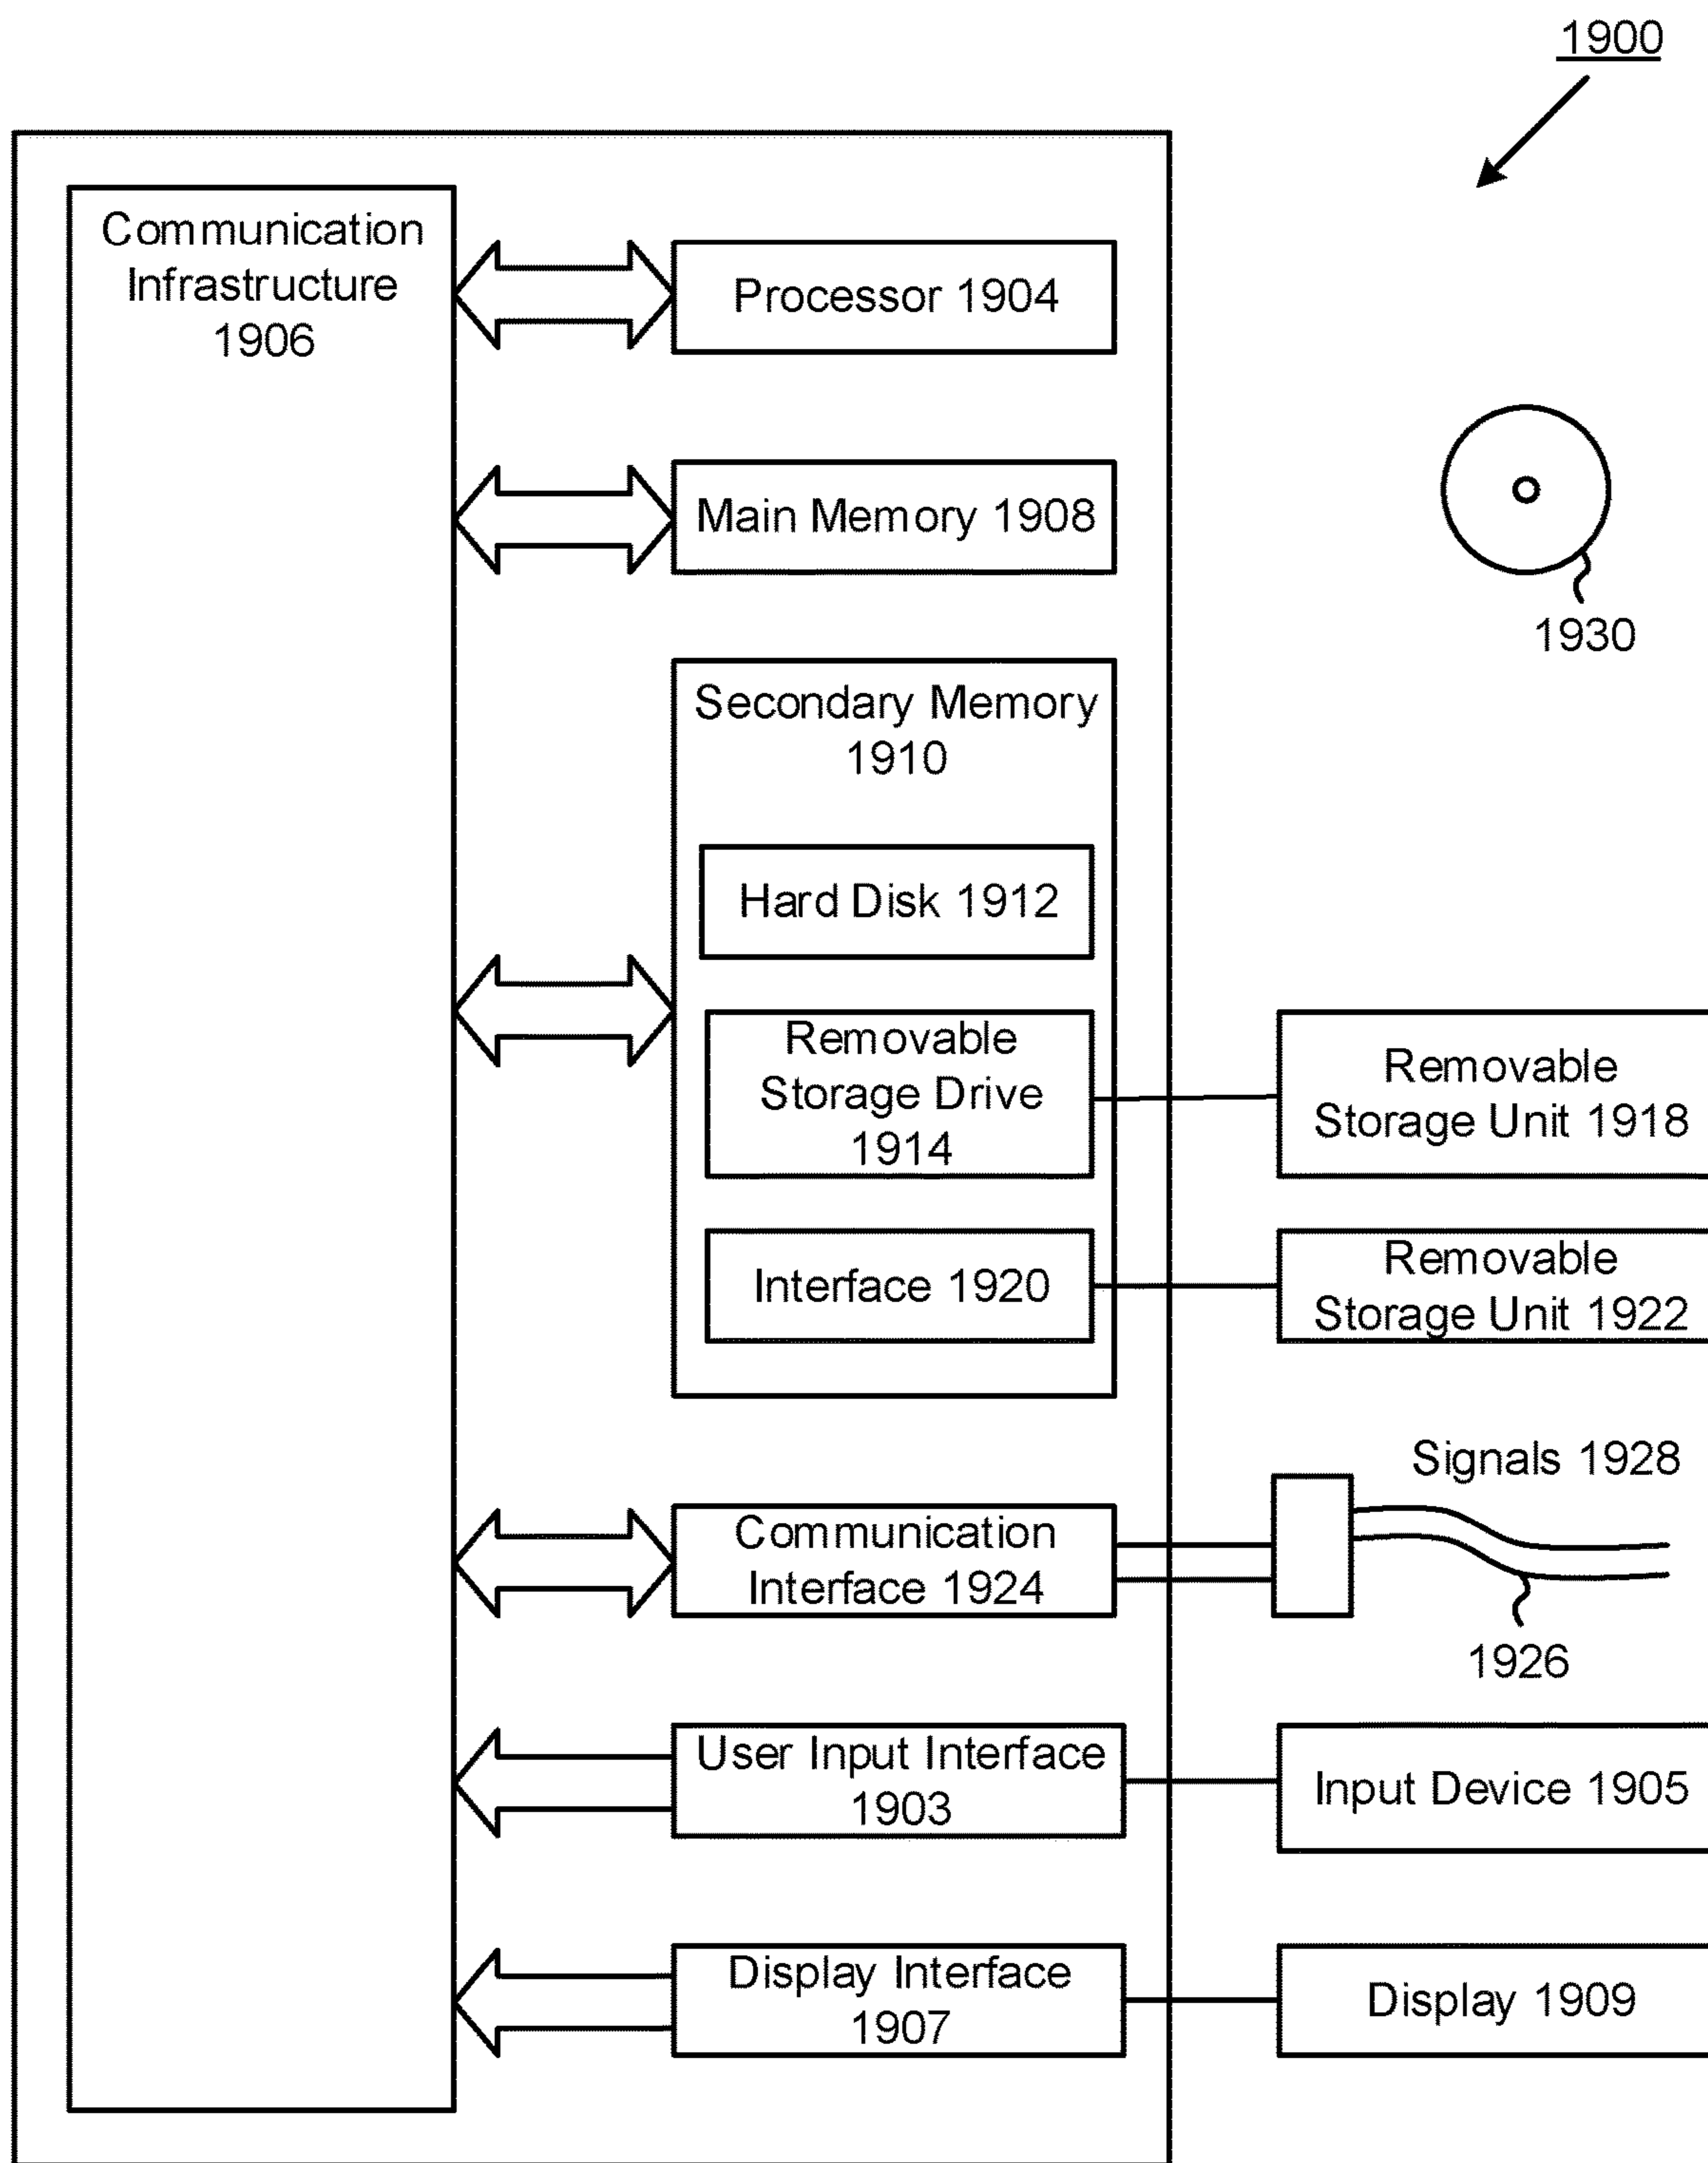 1900
Communication
Infrastructure
1906
Processor 1904
Main Memory 1908
1930
Secondary Memory
1910
Hard Disk 1912
Removable
Storage Drive
1914
Removable
Storage Unit 1918
Interface 1920
Removable
Storage Unit 1922
Signals 1928
Communication
Interface 1924
1926
User Input Interface
1903
Input Device 1905
Display Interface
1907
Display 1909